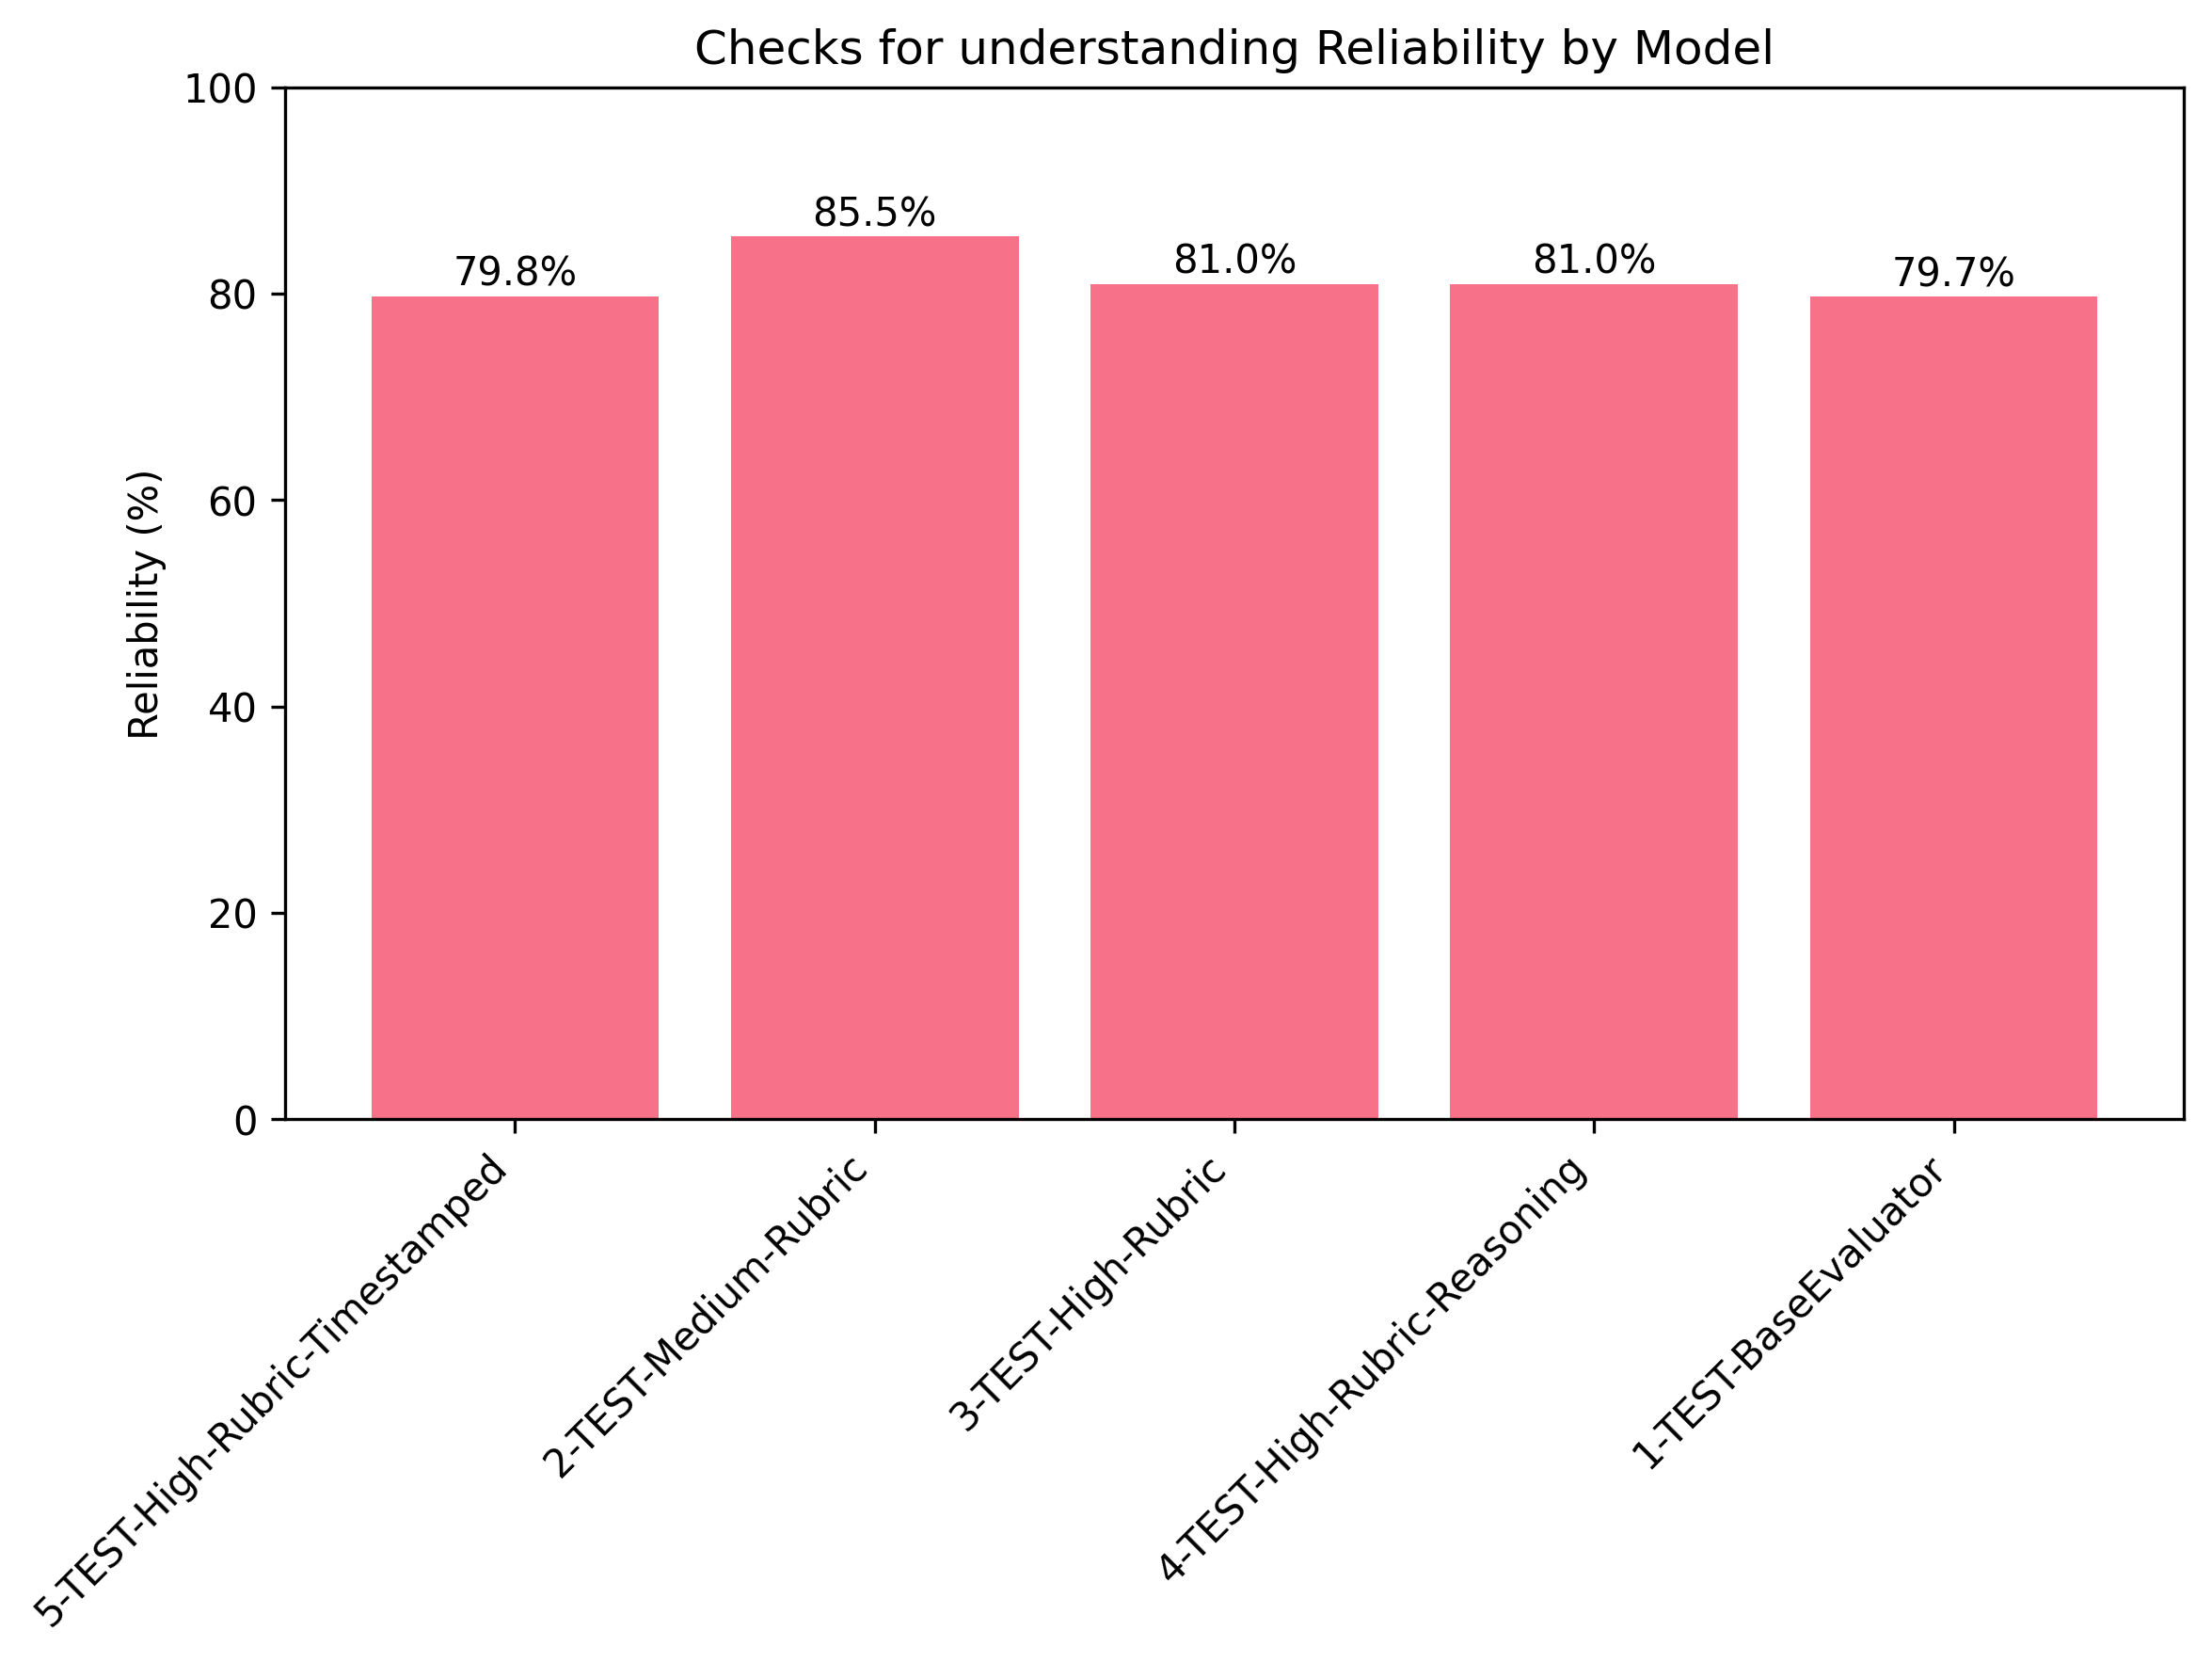 Checks for understanding Reliability by Model
100
80
60
40
20
0
Reliability (%)
79.8%
85.5%
81.0%
81.0%
79.7%
5-TEST-High-Rubric-Timestamped
2-TEST-Medium-Rubric
3-TEST-High-Rubric
4-TEST-High-Rubric-Reasoning
1-TEST-BaseEvaluator